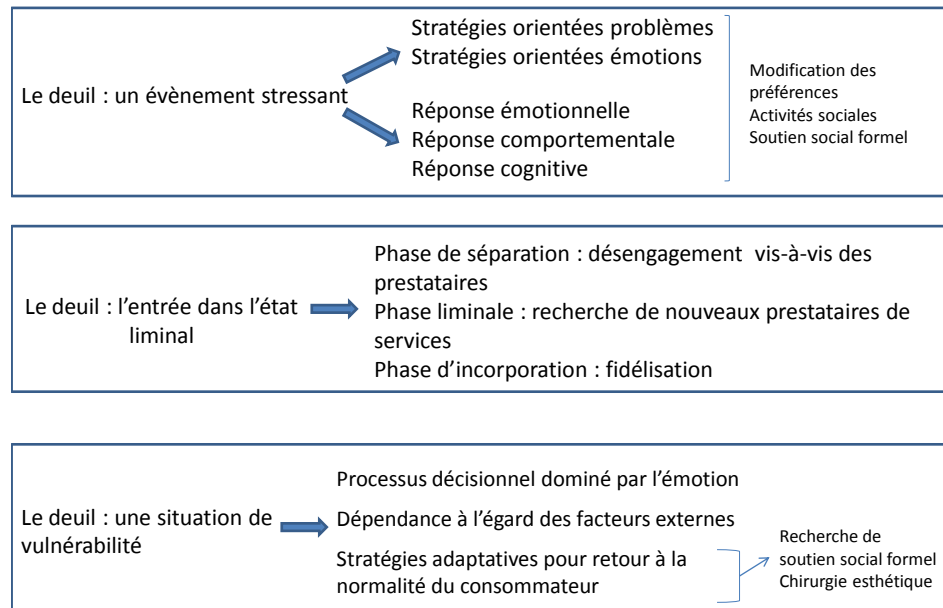 Stratégies orientées problèmes
Stratégies orientées émotions
Le deuil : un évènement stressant
Réponse émotionnelle
Réponse comportementale
Réponse cognitive
Modification des
préférences
Activités sociales
Soutien social formel
Le deuil : l’entrée dans l’état
liminal
Phase de séparation : désengagement vis-à-vis des
prestataires
Phase liminale : recherche de nouveaux prestataires de
services
Phase d’incorporation : fidélisation
Le deuil : une situation de
vulnérabilité
Processus décisionnel dominé par l’émotion
Dépendance à l’égard des facteurs externes
Stratégies adaptatives pour retour à la
normalité du consommateur
Recherche de
soutien social formel
Chirurgie esthétique